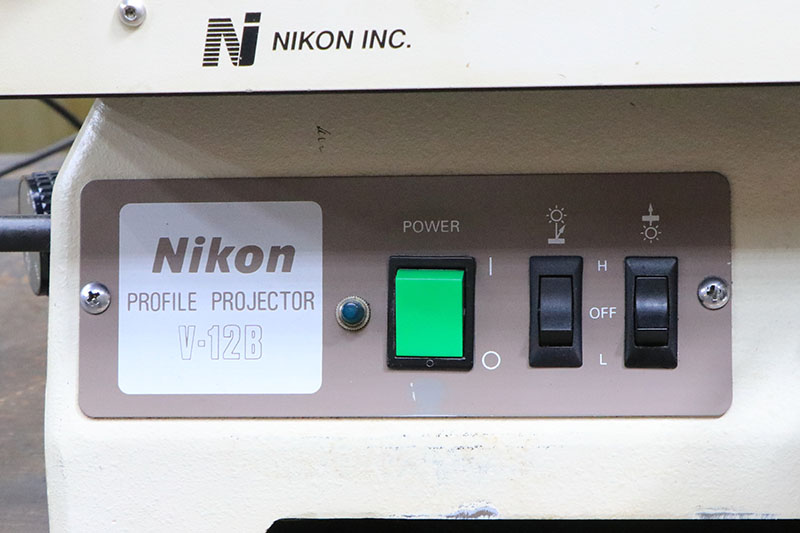 NIKON INC.
Nikon
PROFILE PROJECTOR
V-12B
POWER
H
OFF
L